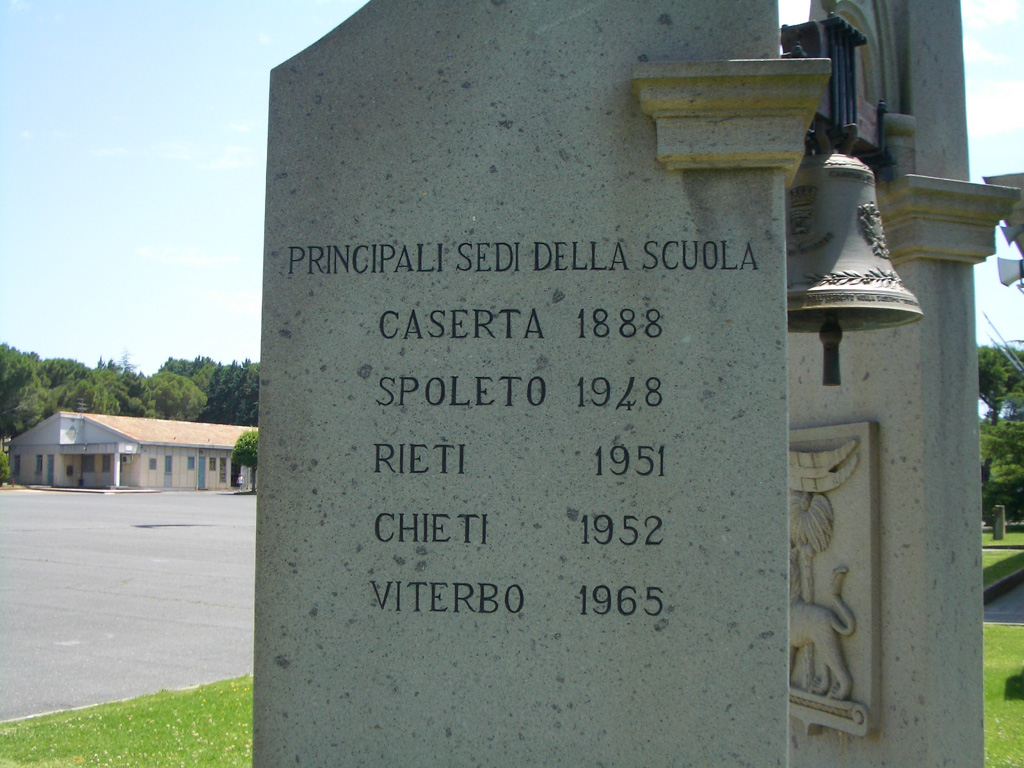 PRINCIPALI SEDI DELLA SCUOLA
CASERTA 1888
SPOLETO 1948
RIETI 1951
CHIETI 1952
VITERBO 1965